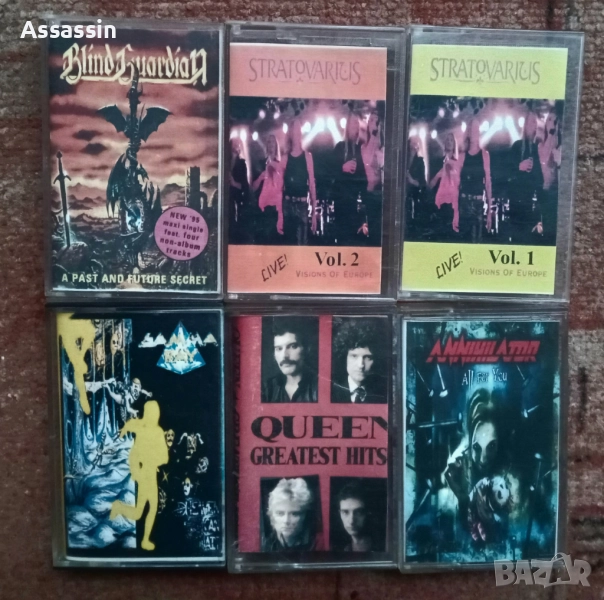 Assassin
Blind Guardian
NEW '95
maxi single
feat. four
non-album
tracks
A PAST AND FUTURE SECRET
STRATOVARIUS
LIVE!
Vol. 2
VISIONS OF EUROPE
STRATOVARIUS
LIVE!
Vol. 1
VISIONS OF EUROPE
QUEEN
GREATEST HITS
ANNIHILATOR
All For You
BAZAR